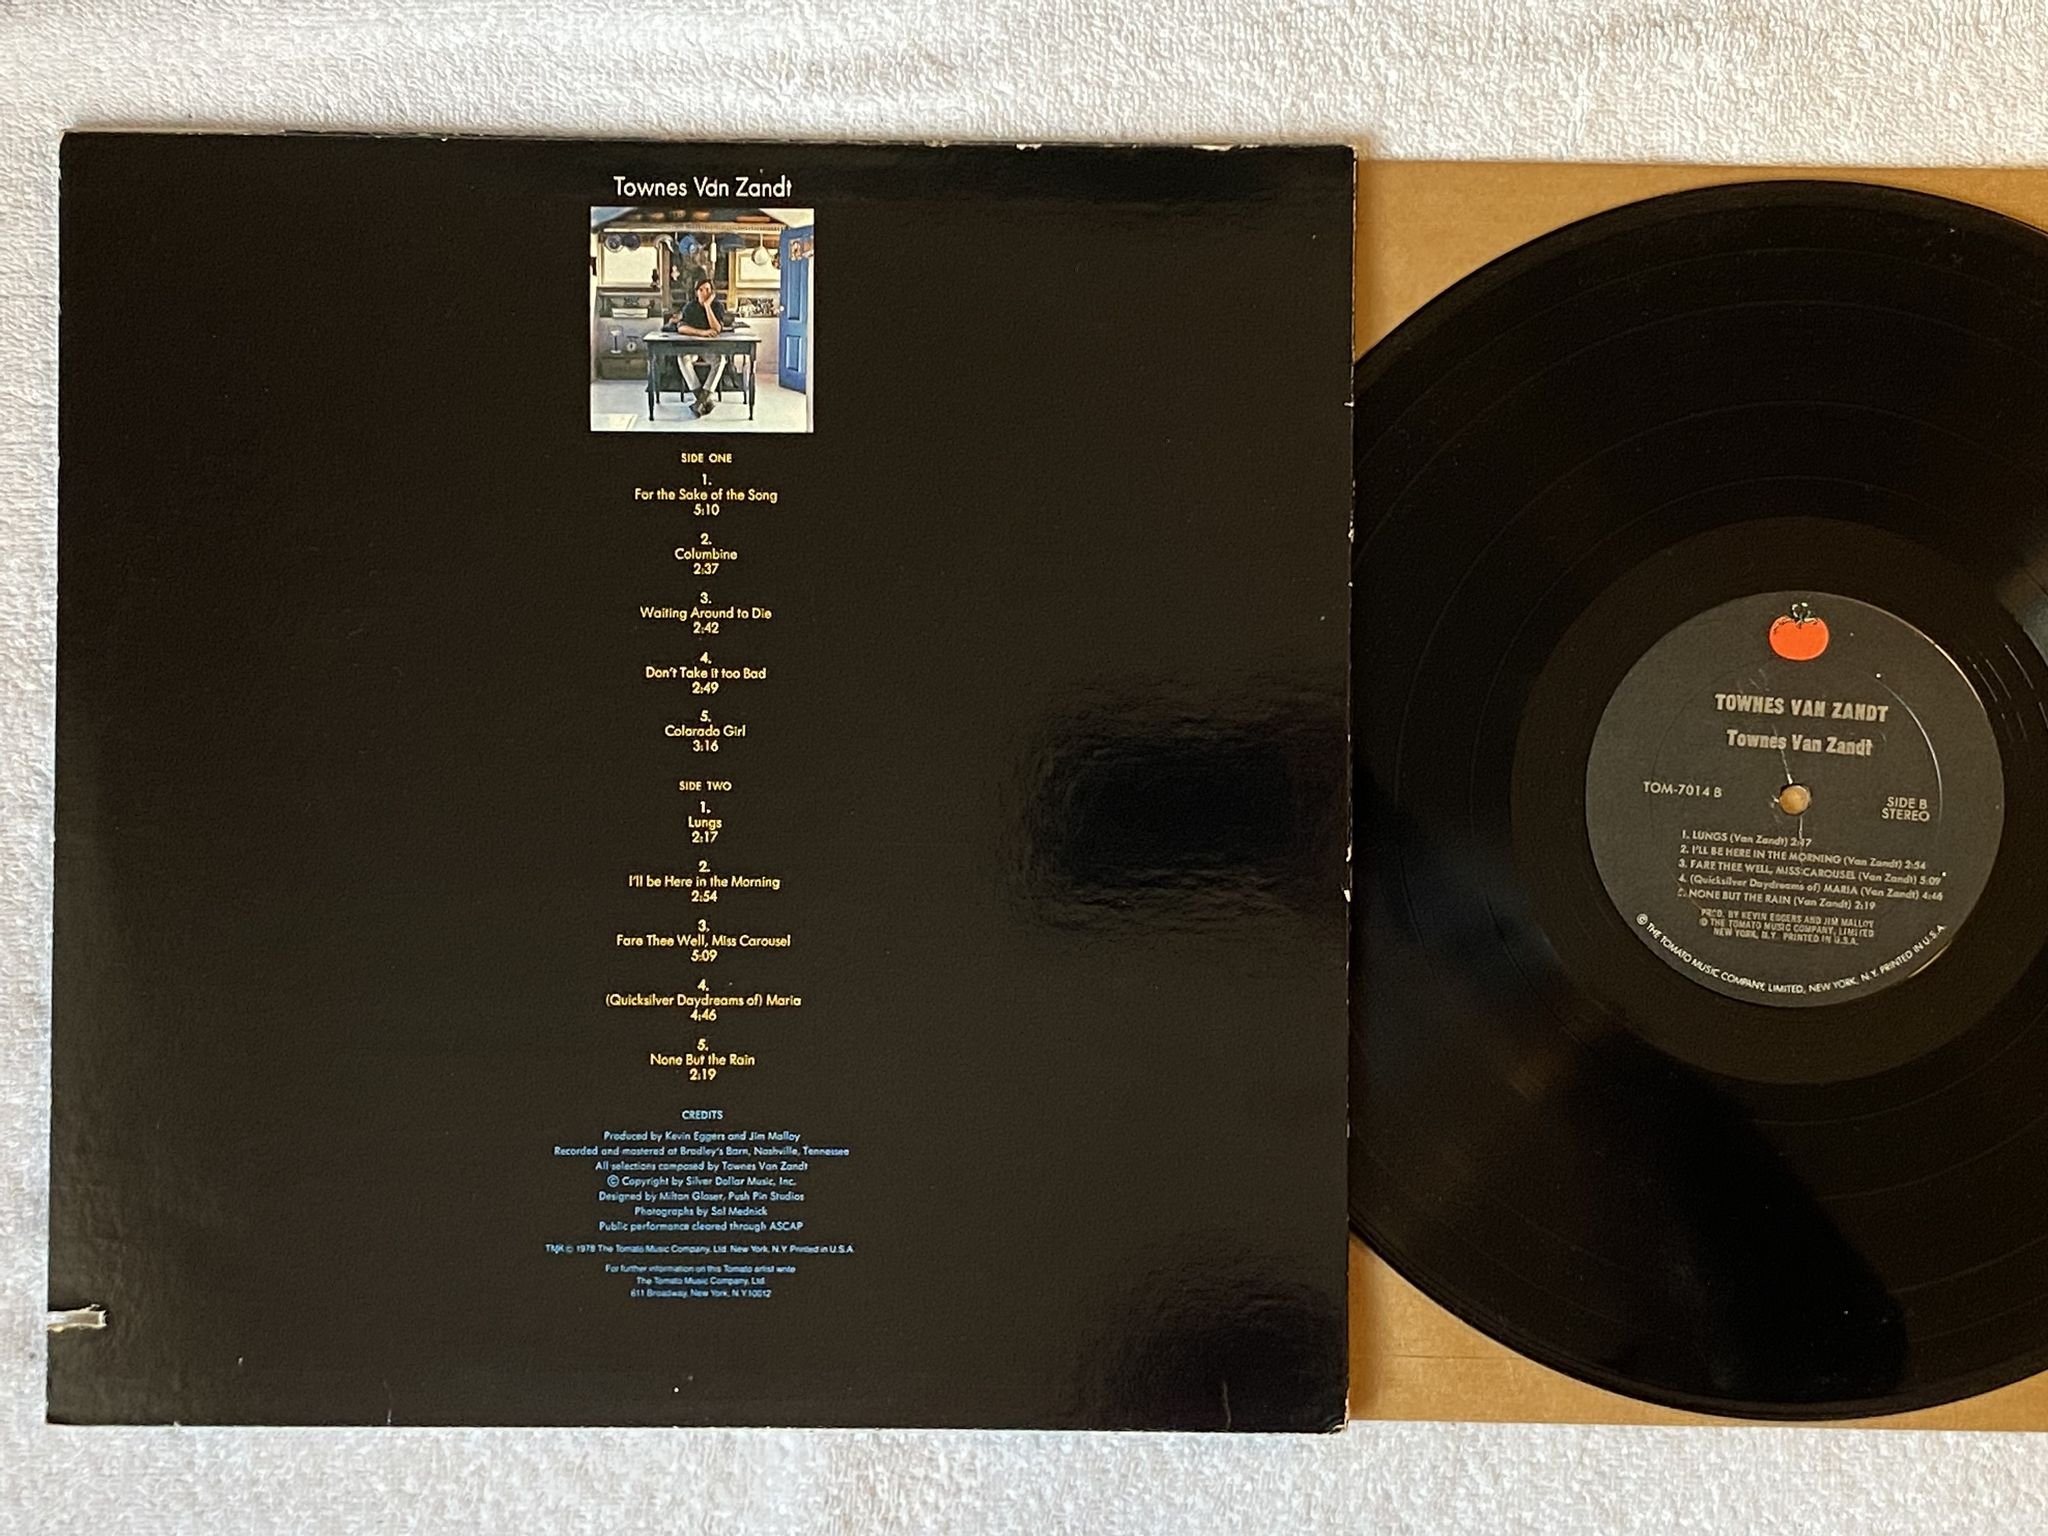 Townes Van Zandt
SIDE ONE
1.
For the Sake of the Song
5:10
2.
Columbine
2:37
3.
Waiting Around to Die
2:42
4.
Don't Take it too Bad
2:49
5.
Colorado Girl
3:16
SIDE TWO
1.
Lungs
2:17
2.
I'll be Here in the Morning
2:54
3.
Fare Thee Well, Miss Carousel
5:09
4.
(Quicksilver Daydreams of) Maria
4:46
5.
None But the Rain
2:19
CREDITS
Produced by Kevin Eggers and Jim Malloy
Recorded and mastered at Bradley's Barn, Nashville, Tennessee
All selections composed by Townes Van Zandt
© Copyright by Silver Dollar Music, Inc.
Designed by Milton Glaser, Push Pin Studios
Photographs by Sol Mednick
Public performance cleared through ASCAP
© 1978 The Tomato Music Company, Ltd. New York, N.Y. Printed in U.S.A.
For further information on this Tomato artist write
The Tomato Music Company, Ltd.
611 Broadway, New York, N.Y. 10012
TOWNES VAN ZANDT
Townes Van Zandt
TOM-7014 B
SIDE B
STEREO
1. LUNGS (Van Zandt) 2:17
2. I'LL BE HERE IN THE MORNING (Van Zandt) 2:54
3. FARE THEE WELL, MISS CAROUSEL (Van Zandt) 5:09
4. (Quicksilver Daydreams of) MARIA (Van Zandt) 4:46
5. NONE BUT THE RAIN (Van Zandt) 2:19
PROD. BY KEVIN EGGERS AND JIM MALLOY
© THE TOMATO MUSIC COMPANY, LIMITED
NEW YORK, N.Y. PRINTED IN U.S.A.
© THE TOMATO MUSIC COMPANY, LIMITED, NEW YORK, N.Y. PRINTED IN U.S.A.